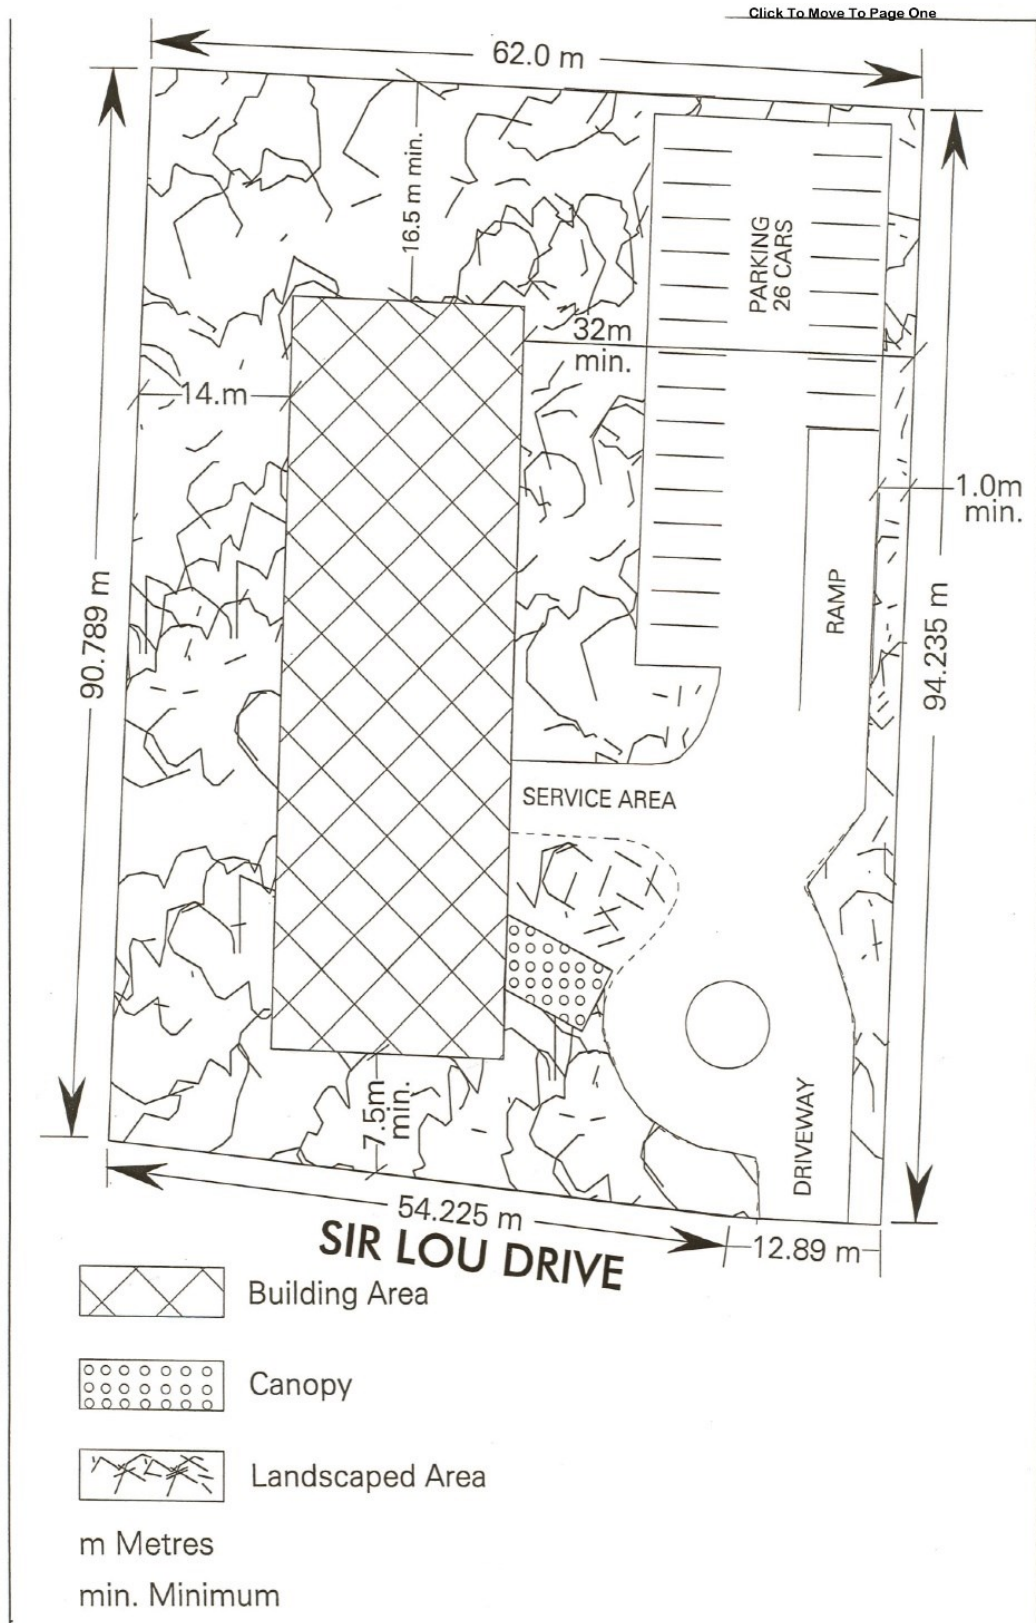 Click To Move To Page One
62.0 m
16.5 m min.
PARKING
26 CARS
32m
min.
14.m
1.0m
min.
90.789 m
RAMP
94.235 m
SERVICE AREA
7.5m
min.
DRIVEWAY
54.225 m
12.89 m
SIR LOU DRIVE
Building Area
Canopy
Landscaped Area
m Metres
min. Minimum